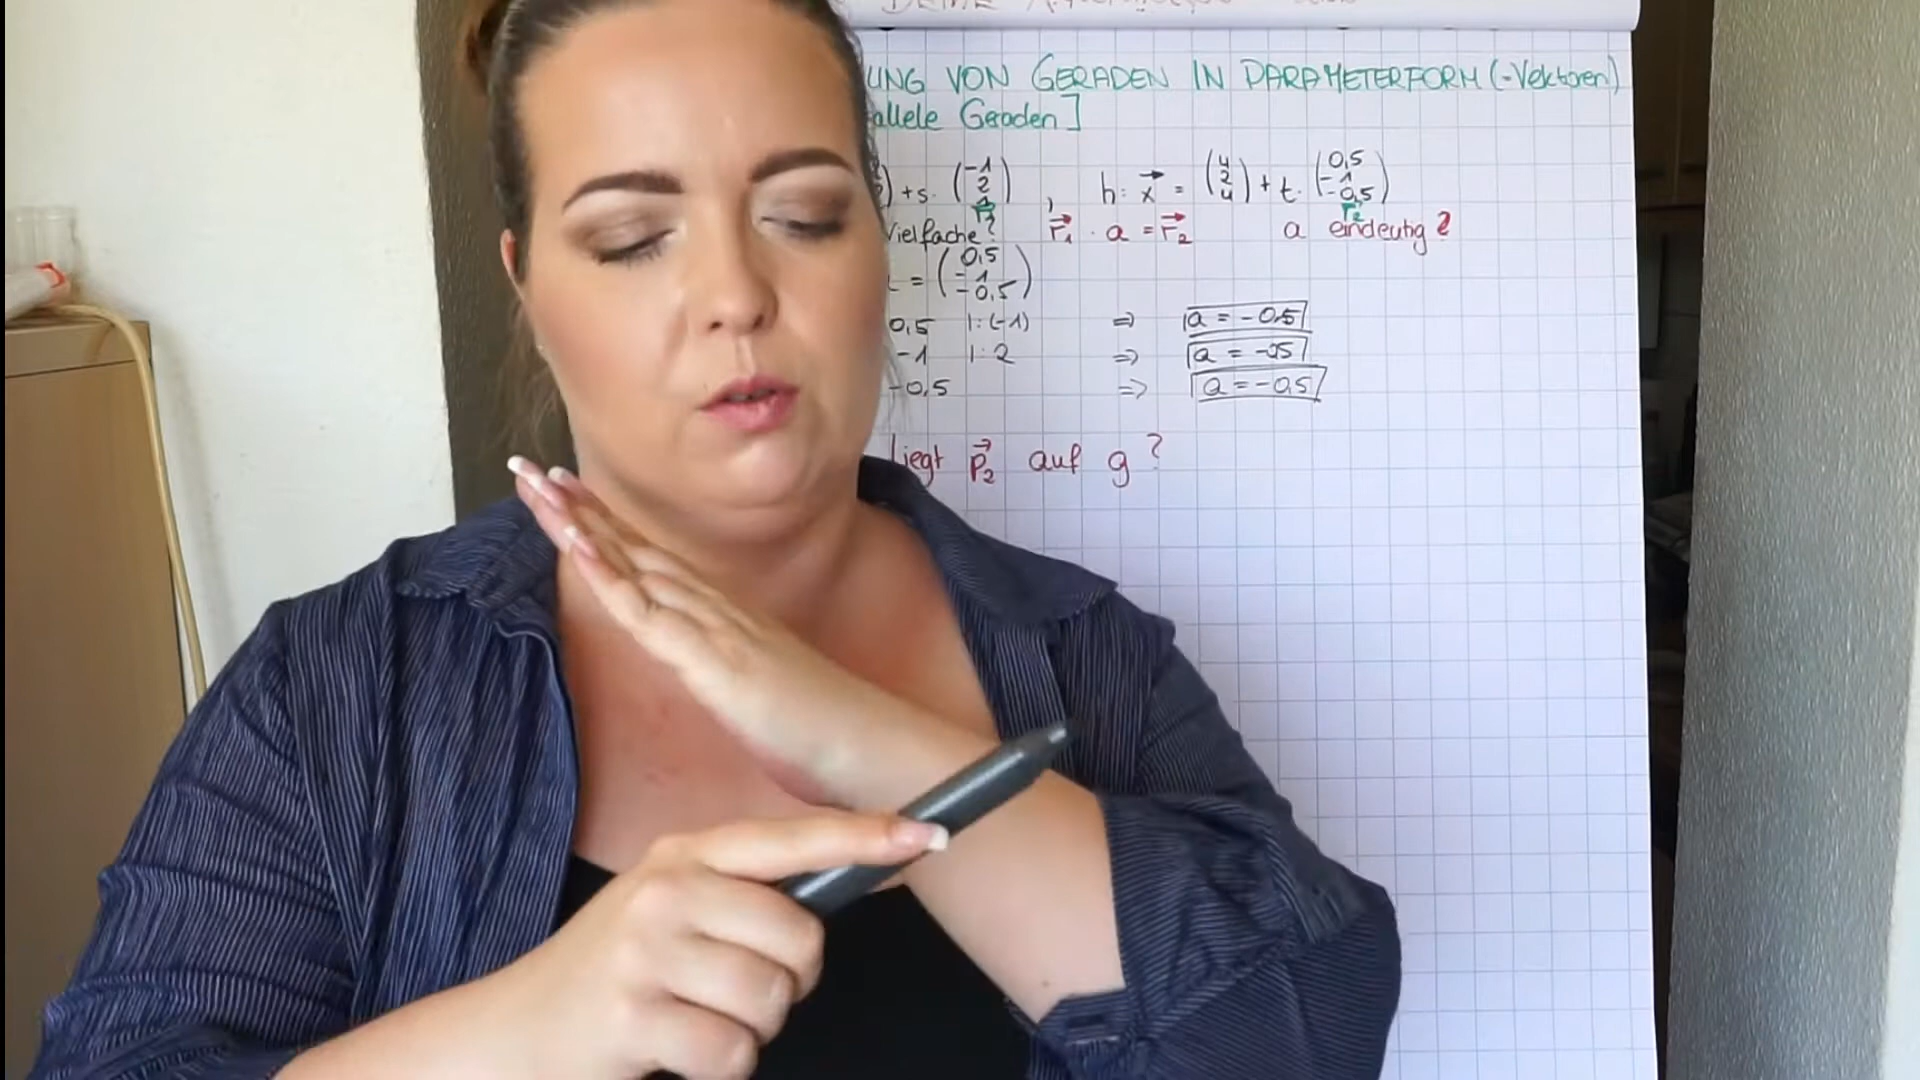 DEINE
UNG VON GERADEN IN PARAMETERFORM (-Vektoren)
allele Geraden]
) + s · (-1 2 1) , h: x⃗ = (4 2 4) + t · (0,5 -1 -0,5)
r⃗₁ r⃗₂
Vielfache? r⃗₁ · a = r⃗₂ a eindeutig?
= (0,5 -1 -0,5)
0,5 |:(-1) ⇒ a = -0,5
-1 |:2 ⇒ a = -0,5
-0,5 ⇒ a = -0,5
liegt p⃗₂ auf g?